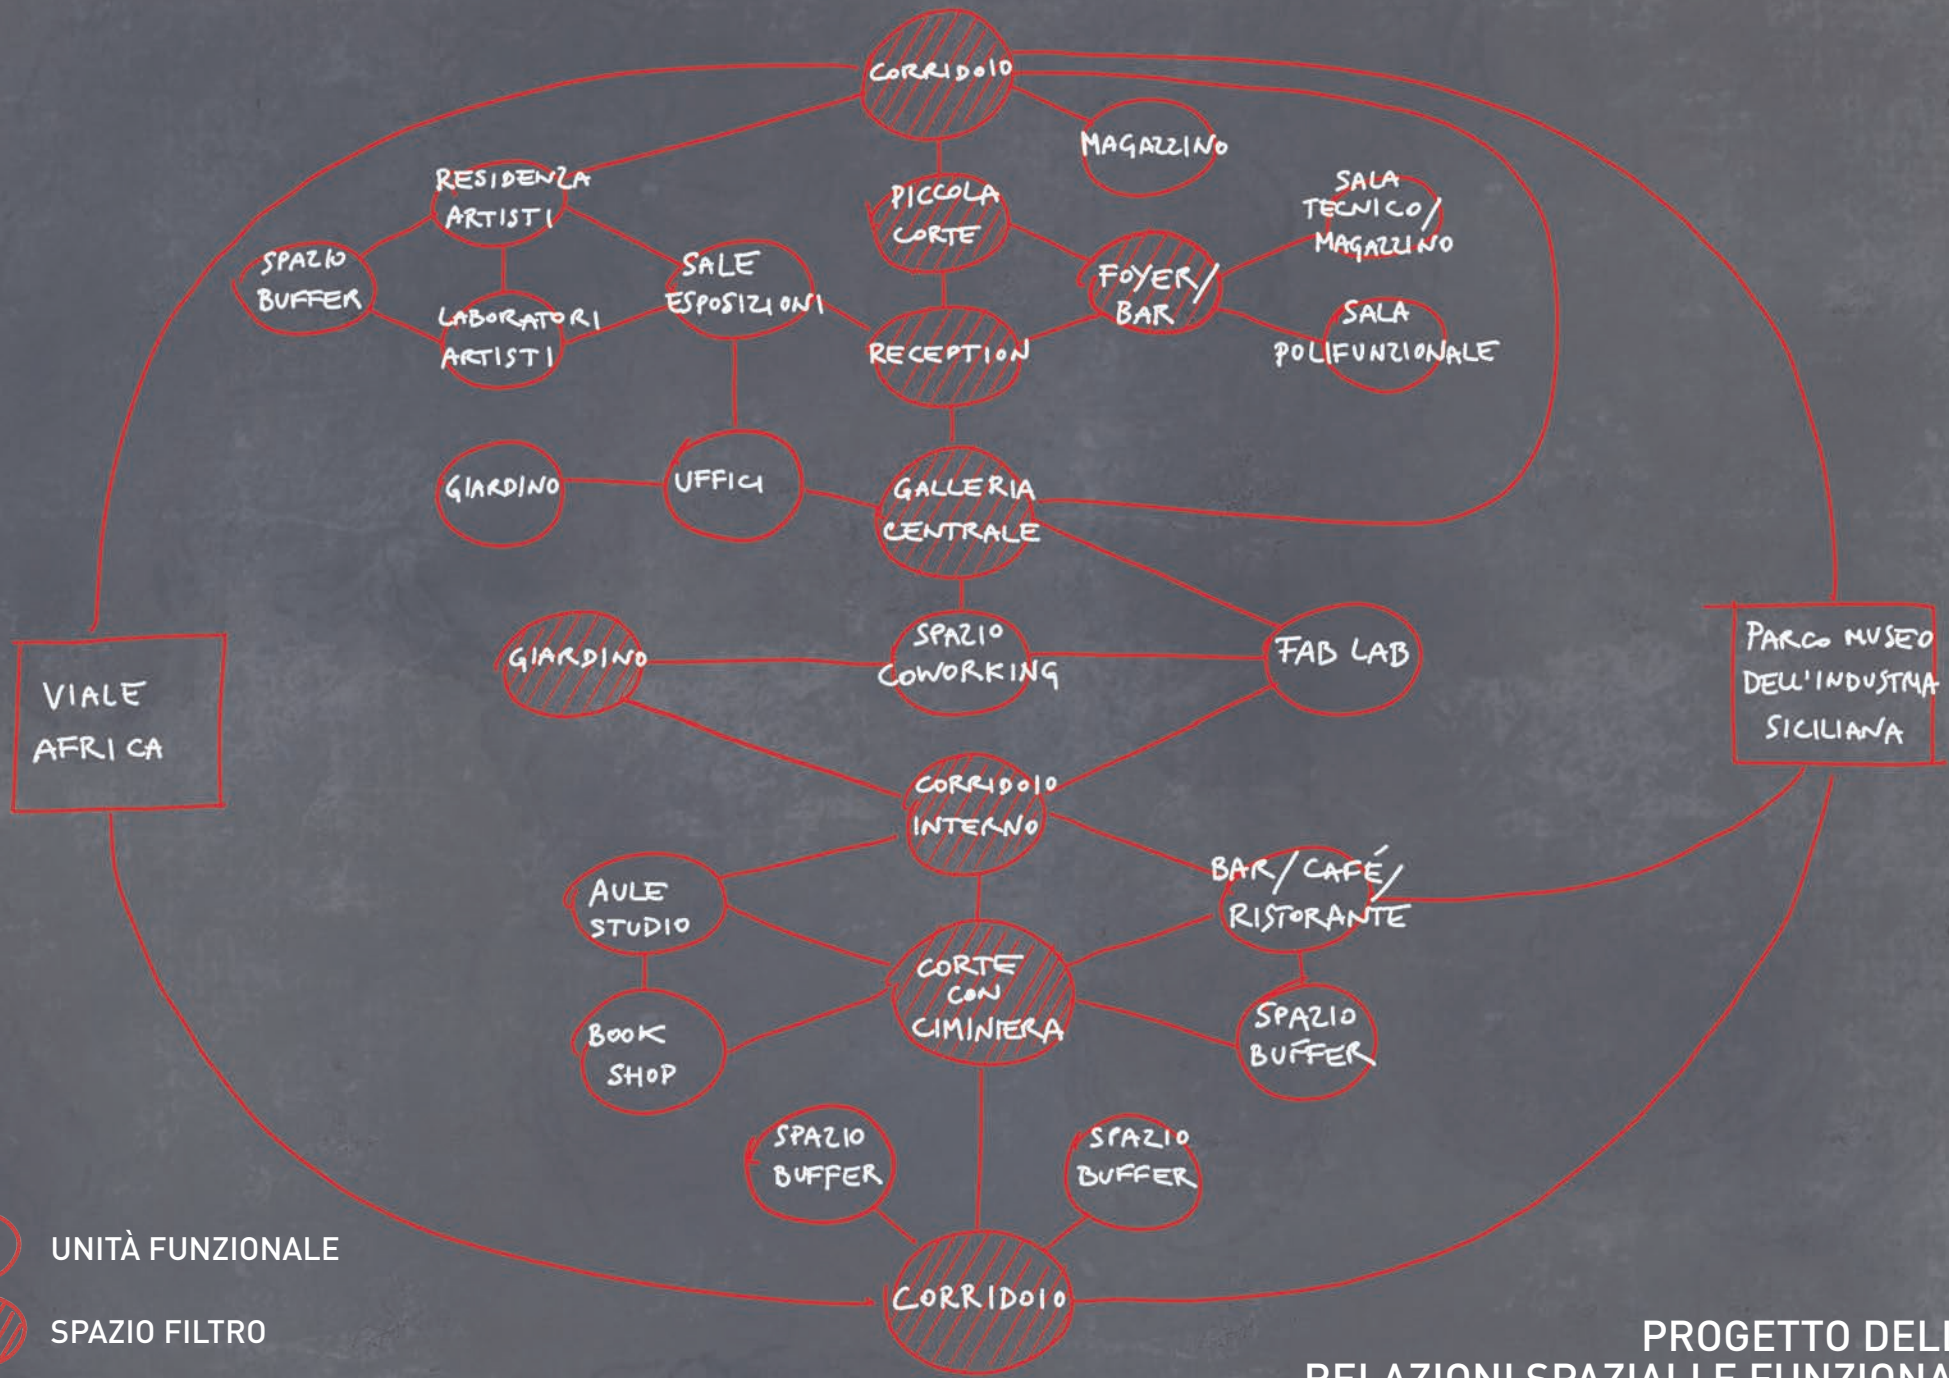 CORRIDOIO
MAGAZZINO
RESIDENZA
ARTISTI
PICCOLA
CORTE
SALA
TECNICO/
MAGAZZINO
SPAZIO
BUFFER
SALE
ESPOSIZIONI
FOYER/
BAR
LABORATORI
ARTISTI
RECEPTION
SALA
POLIFUNZIONALE
GIARDINO
UFFICI
GALLERIA
CENTRALE
GIARDINO
SPAZIO
COWORKING
FAB LAB
VIALE
AFRICA
PARCO MUSEO
DELL'INDUSTRIA
SICILIANA
CORRIDOIO
INTERNO
AULE
STUDIO
BAR/CAFÉ/
RISTORANTE
CORTE
CON
CIMINIERA
BOOK
SHOP
SPAZIO
BUFFER
SPAZIO
BUFFER
SPAZIO
BUFFER
CORRIDOIO
UNITÀ FUNZIONALE
SPAZIO FILTRO
PROGETTO DELL
RELAZIONI SPAZIALI E FUNZIONA